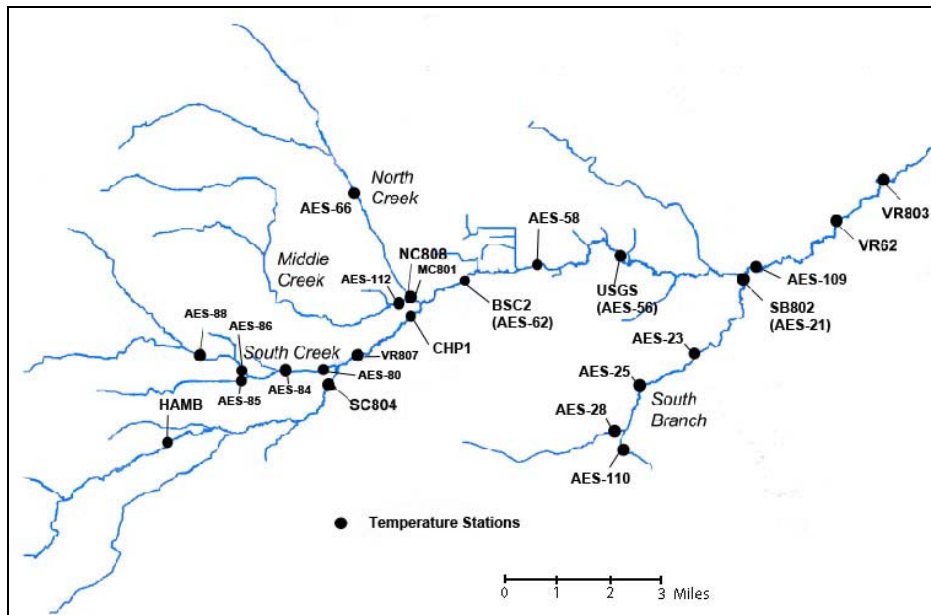 North
Creek
AES-66
VR803
AES-58
VR62
Middle
Creek
NC808
MC801
AES-112
AES-109
BSC2
(AES-62)
USGS
(AES-56)
SB802
(AES-21)
AES-88
AES-86
South Creek
CHP1
VR807
AES-23
AES-84
AES-80
AES-25
AES-85
HAMB
SC804
South
Branch
AES-28
AES-110
Temperature Stations
0 1 2 3 Miles